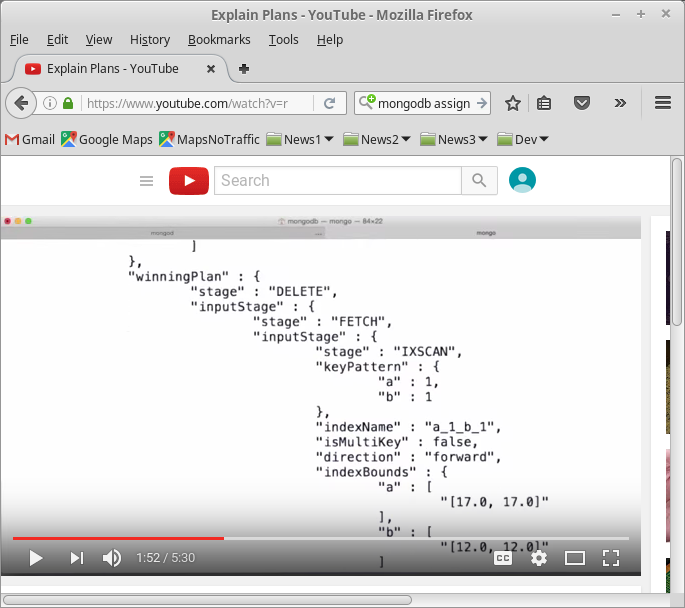 Explain Plans - YouTube - Mozilla Firefox
File Edit View History Bookmarks Tools Help
Explain Plans - YouTube
https://www.youtube.com/watch?v=r
mongodb assign
Gmail Google Maps MapsNoTraffic News1 News2 News3 Dev
Search
mongodb — mongo — 84×22
mongod mongo
]
},
"winningPlan" : {
"stage" : "DELETE",
"inputStage" : {
"stage" : "FETCH",
"inputStage" : {
"stage" : "IXSCAN",
"keyPattern" : {
"a" : 1,
"b" : 1
},
"indexName" : "a_1_b_1",
"isMultiKey" : false,
"direction" : "forward",
"indexBounds" : {
"a" : [
"[17.0, 17.0]"
],
"b" : [
"[12.0, 12.0]"
]
1:52 / 5:30
CC